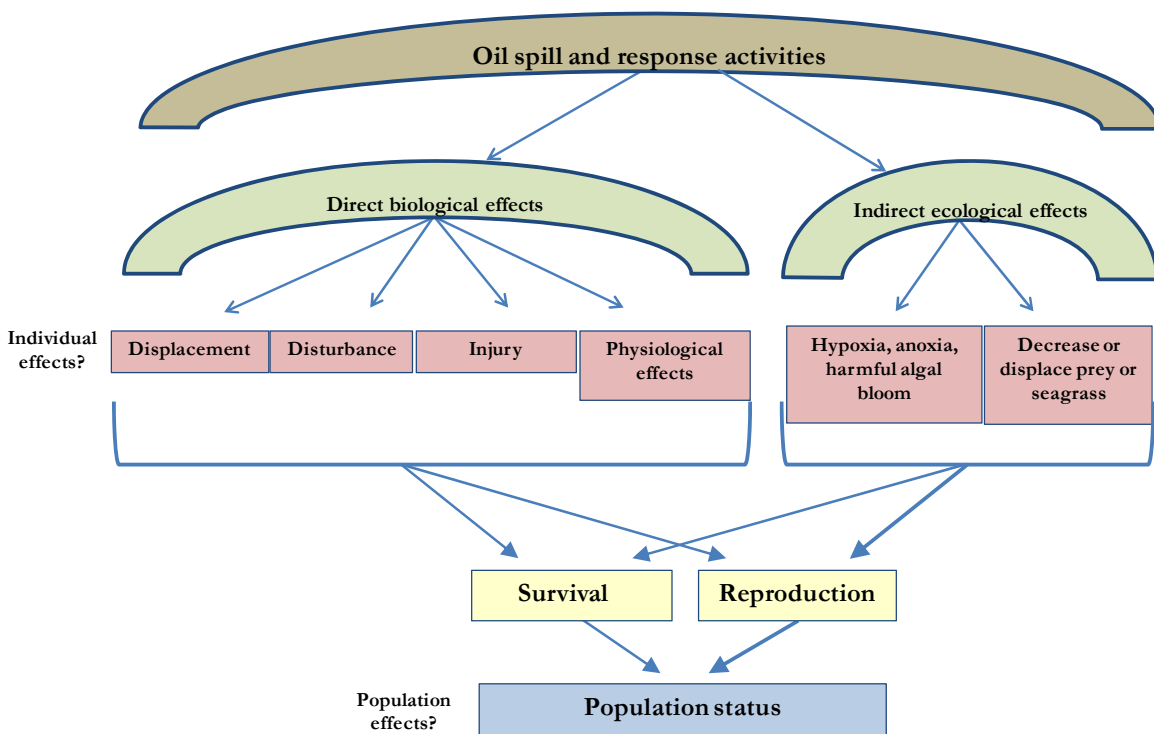 Oil spill and response activities
Direct biological effects
Indirect ecological effects
Individual
effects?
Displacement
Disturbance
Injury
Physiological
effects
Hypoxia, anoxia,
harmful algal
bloom
Decrease or
displace prey or
seagrass
Survival
Reproduction
Population
effects?
Population status